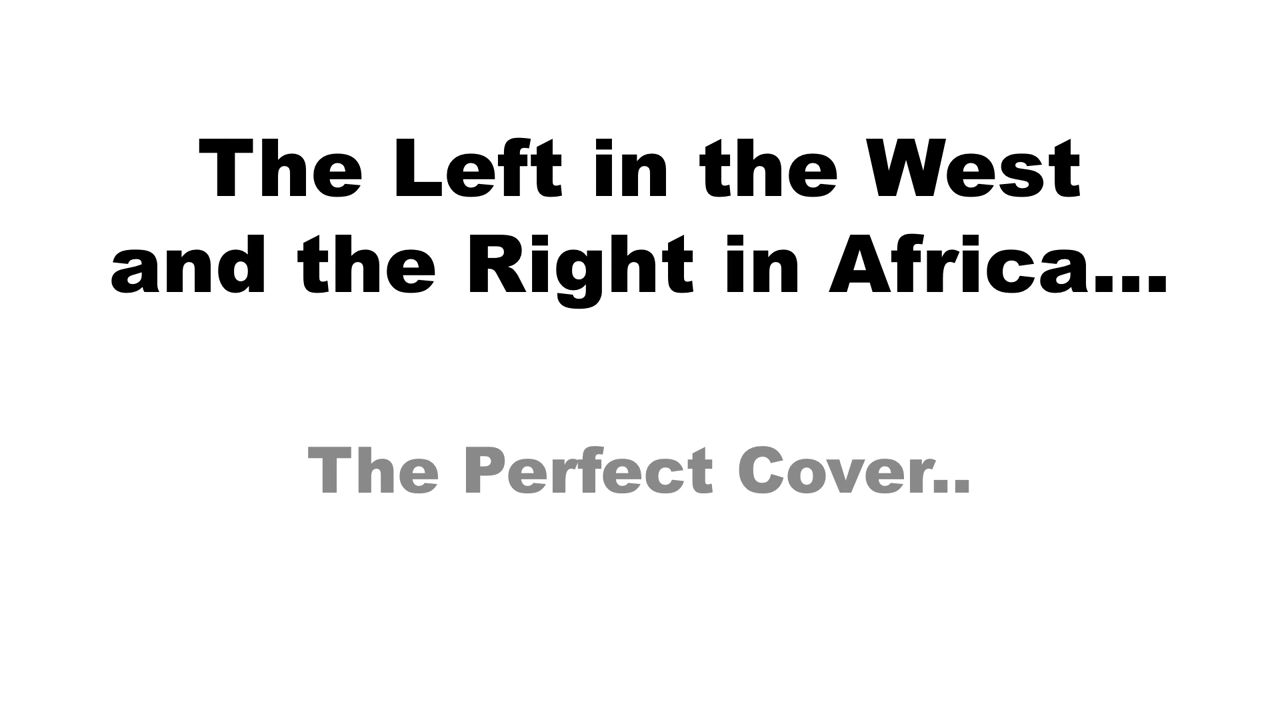 The Left in the West
and the Right in Africa...
The Perfect Cover..